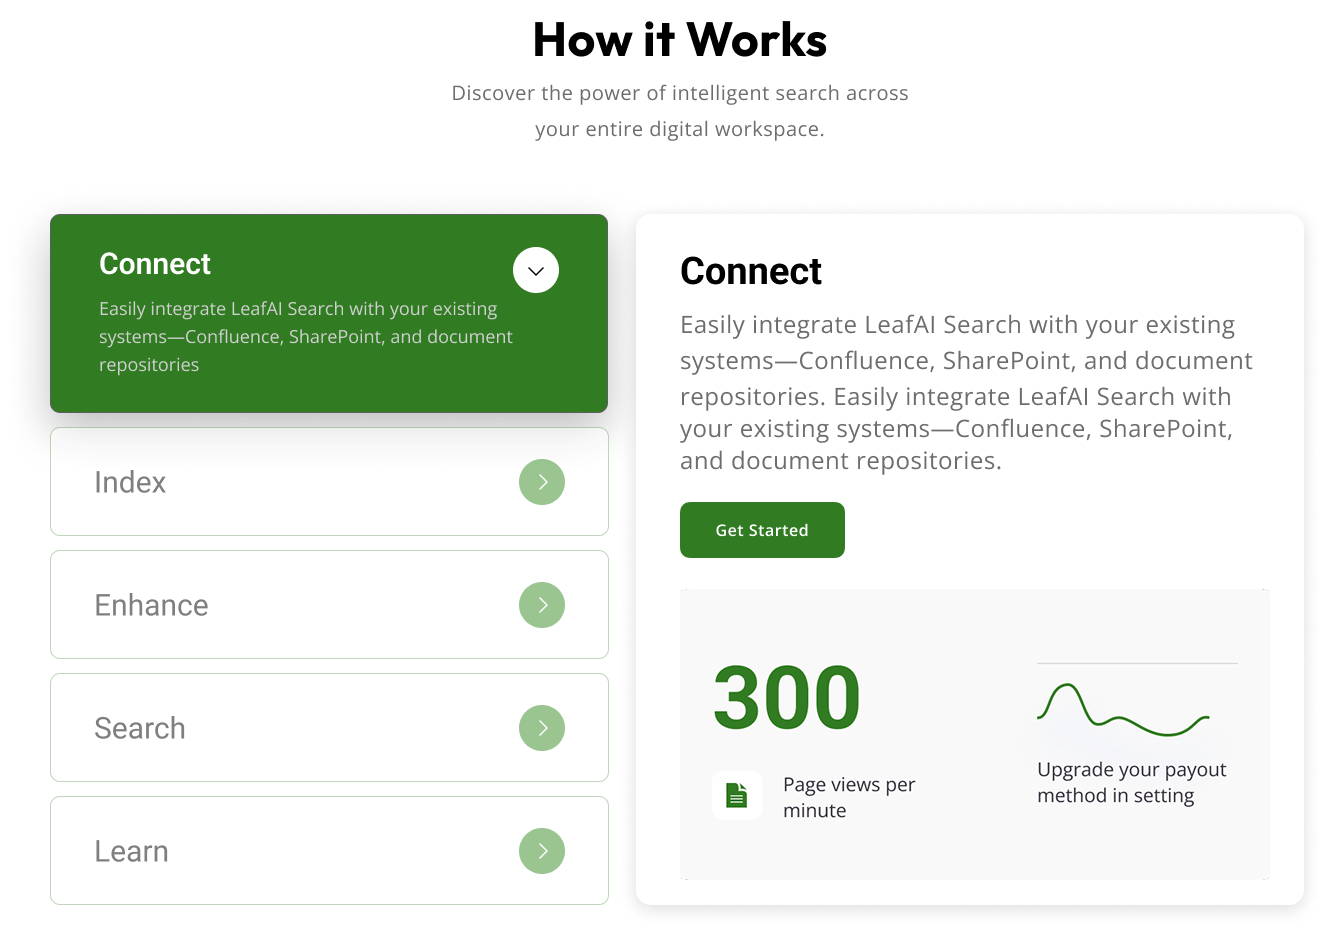 How it Works
Discover the power of intelligent search across
your entire digital workspace.
Connect
Easily integrate LeafAI Search with your existing
systems—Confluence, SharePoint, and document
repositories
Index
Enhance
Search
Learn
Connect
Easily integrate LeafAI Search with your existing
systems—Confluence, SharePoint, and document
repositories. Easily integrate LeafAI Search with
your existing systems—Confluence, SharePoint,
and document repositories.
Get Started
300
Page views per
minute
Upgrade your payout
method in setting